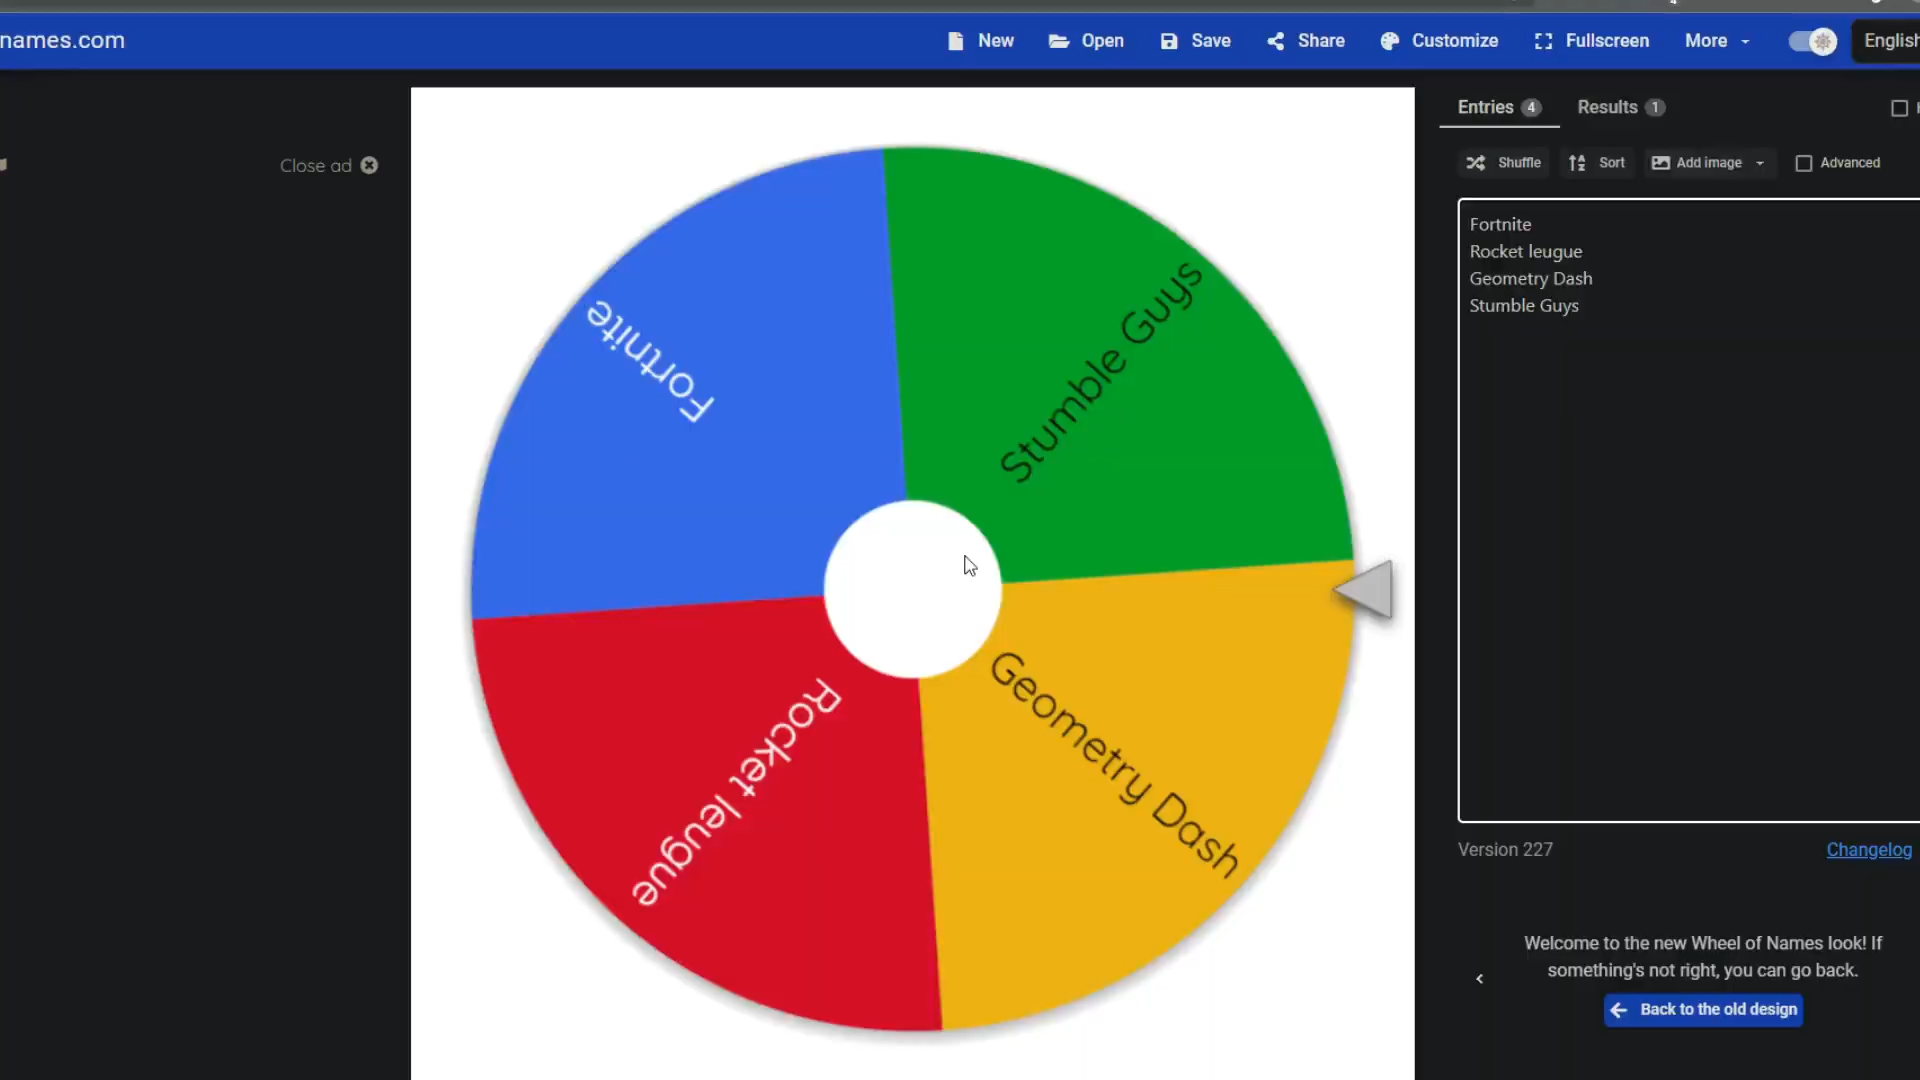 names.com
New
Open
Save
Share
Customize
Fullscreen
More
English
Close ad
Entries 4
Results 1
Shuffle
Sort
Add image
Advanced
Fortnite
Rocket leugue
Geometry Dash
Stumble Guys
Fortnite
Stumble Guys
Rocket leugue
Geometry Dash
Version 227
Changelog
Welcome to the new Wheel of Names look! If
something's not right, you can go back.
Back to the old design